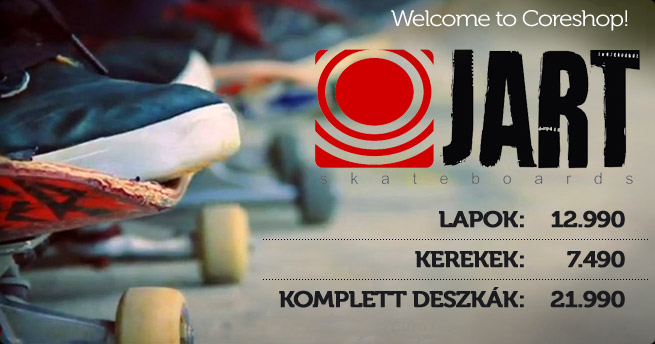 Welcome to Coreshop!
JART
skateboards
LAPOK: 12.990
KEREKEK: 7.490
KOMPLETT DESZKÁK: 21.990